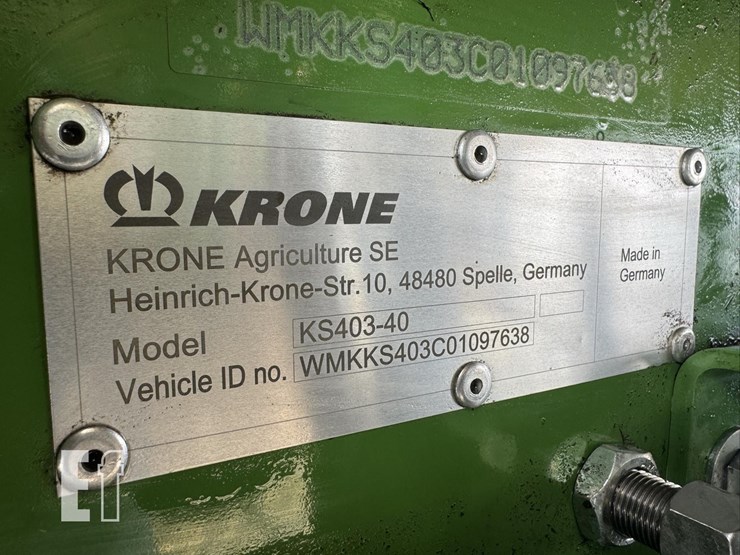 WMKKS403C01097638
KRONE
KRONE Agriculture SE
Heinrich-Krone-Str.10, 48480 Spelle, Germany
Model KS403-40
Vehicle ID no. WMKKS403C01097638
Made in
Germany